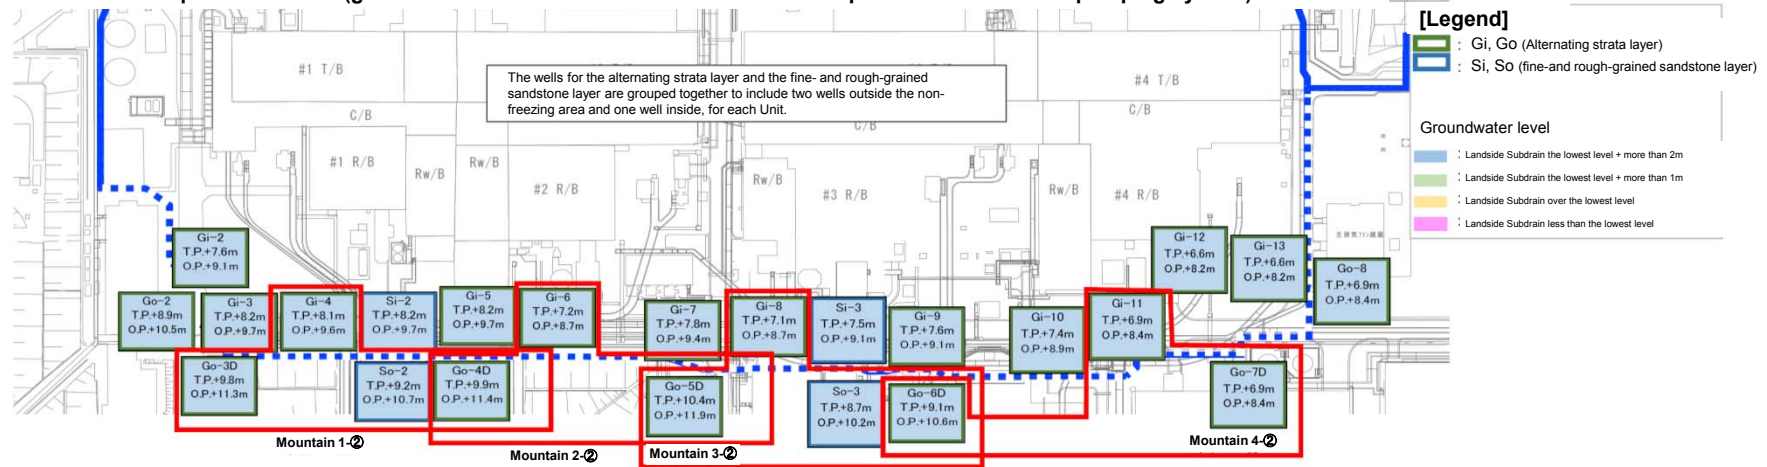 [Legend]
: Gi, Go (Alternating strata layer)
: Si, So (fine-and rough-grained sandstone layer)
Groundwater level
: Landside Subdrain the lowest level + more than 2m
: Landside Subdrain the lowest level + more than 1m
: Landside Subdrain over the lowest level
: Landside Subdrain less than the lowest level
The wells for the alternating strata layer and the fine- and rough-grained
sandstone layer are grouped together to include two wells outside the non-
freezing area and one well inside, for each Unit.
#1 T/B
#4 T/B
C/B
C/B
C/B
#1 R/B
Rw/B
Rw/B
#2 R/B
Rw/B
#3 R/B
Rw/B
#4 R/B
Gi-2
T.P.+7.6m
O.P.+9.1m
Go-2
T.P.+8.9m
O.P.+10.5m
Gi-3
T.P.+8.2m
O.P.+9.7m
Gi-4
T.P.+8.1m
O.P.+9.6m
Si-2
T.P.+8.2m
O.P.+9.7m
Gi-5
T.P.+8.2m
O.P.+9.7m
Gi-6
T.P.+7.2m
O.P.+8.7m
Gi-7
T.P.+7.8m
O.P.+9.4m
Gi-8
T.P.+7.1m
O.P.+8.7m
Si-3
T.P.+7.5m
O.P.+9.1m
Gi-9
T.P.+7.6m
O.P.+9.1m
Gi-10
T.P.+7.4m
O.P.+8.9m
Gi-11
T.P.+6.9m
O.P.+8.4m
Gi-12
T.P.+6.6m
O.P.+8.2m
Gi-13
T.P.+6.6m
O.P.+8.2m
Go-8
T.P.+6.9m
O.P.+8.4m
Go-3D
T.P.+9.8m
O.P.+11.3m
So-2
T.P.+9.2m
O.P.+10.7m
Go-4D
T.P.+9.9m
O.P.+11.4m
Go-5D
T.P.+10.4m
O.P.+11.9m
So-3
T.P.+8.7m
O.P.+10.2m
Go-6D
T.P.+9.1m
O.P.+10.6m
Go-7D
T.P.+6.9m
O.P.+8.4m
Mountain 1-②
Mountain 2-②
Mountain 3-②
Mountain 4-②